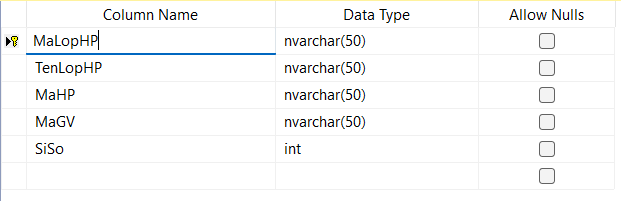 Column Name Data Type Allow Nulls
MaLopHP nvarchar(50)
TenLopHP nvarchar(50)
MaHP nvarchar(50)
MaGV nvarchar(50)
SiSo int